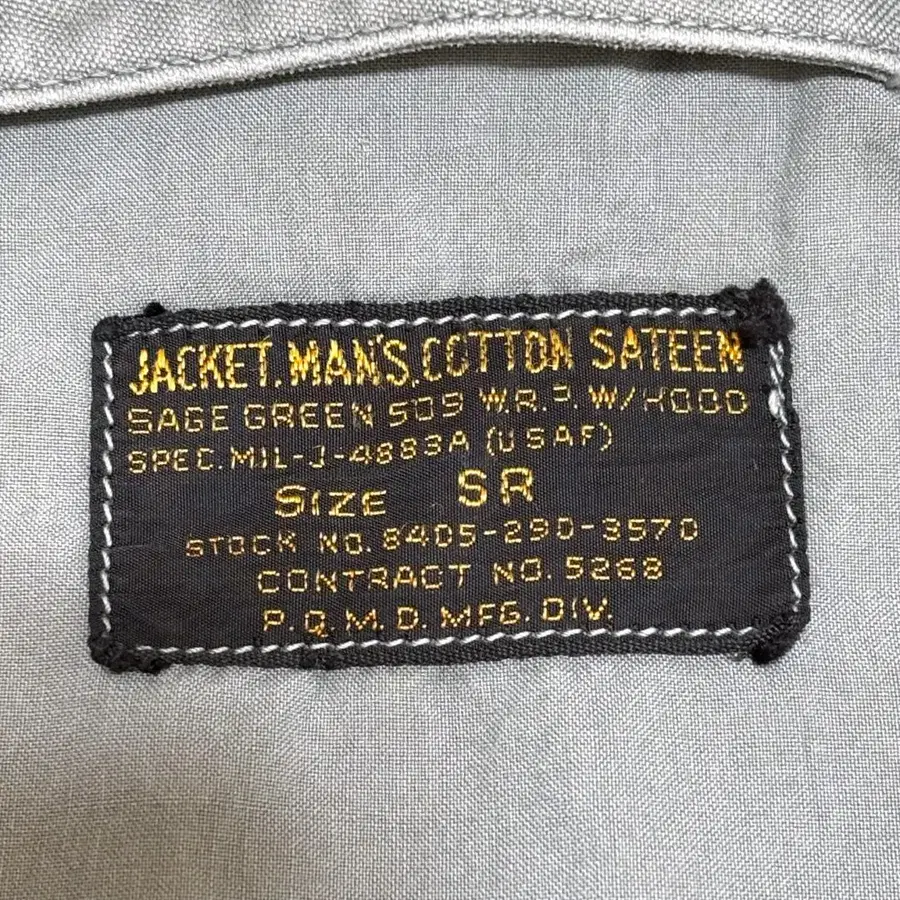 JACKET.MAN'S.COTTON SATEEN
SAGE GREEN 509 W.R.P. W/HOOD
SPEC.MIL-J-4883A (USAF)
SIZE SR
STOCK NO. 8405-290-3570
CONTRACT NO. 5268
P.Q.M.D. MFG. DIV.